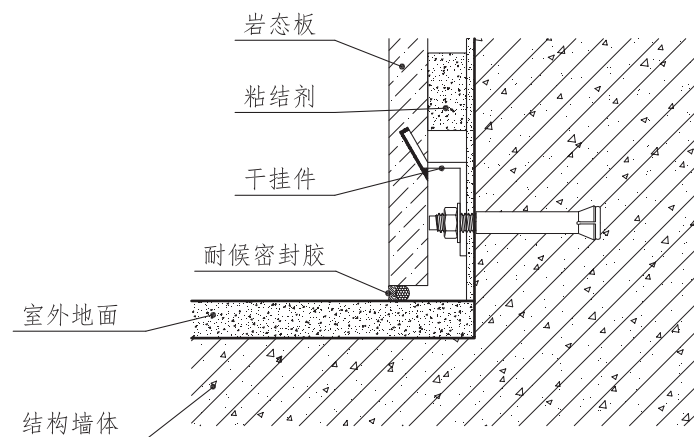 岩态板
粘结剂
干挂件
耐候密封胶
室外地面
结构墙体